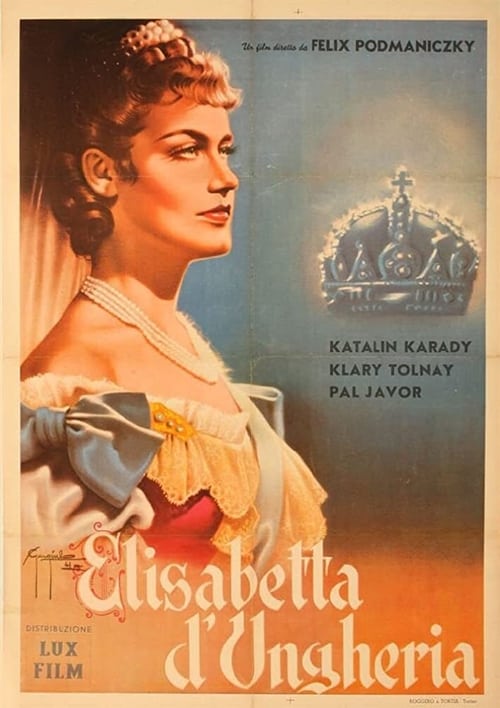 Un film diretto da FELIX PODMANICZKY
KATALIN KARADY
KLARY TOLNAY
PAL JAVOR
Elisabetta
d'Ungheria
DISTRIBUZIONE
LUX
FILM